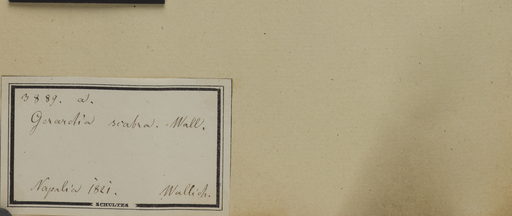 3889. a.
Gerardia scabra. Wall.
Napalia 1821. Wallich.
SCHULTZE